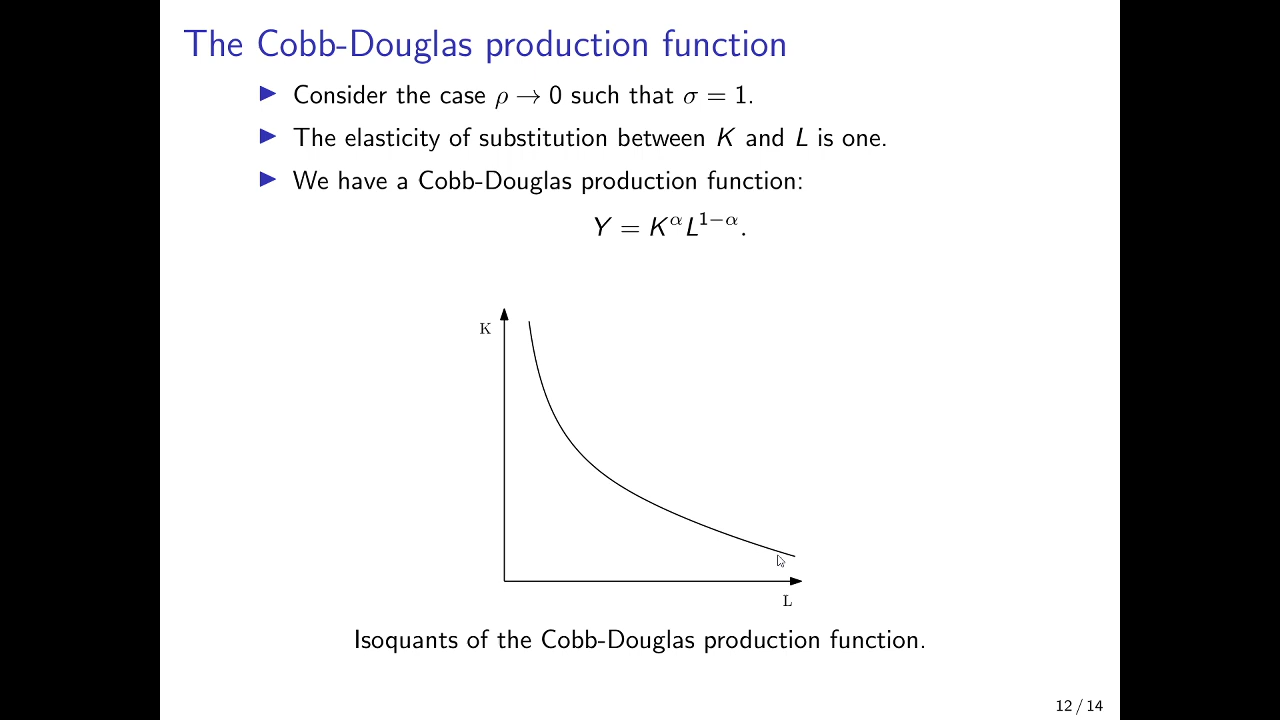 The Cobb-Douglas production function
▶ Consider the case ρ → 0 such that σ = 1.
▶ The elasticity of substitution between K and L is one.
▶ We have a Cobb-Douglas production function:
Y = K^α L^{1−α}.
K
L
Isoquants of the Cobb-Douglas production function.
12 / 14